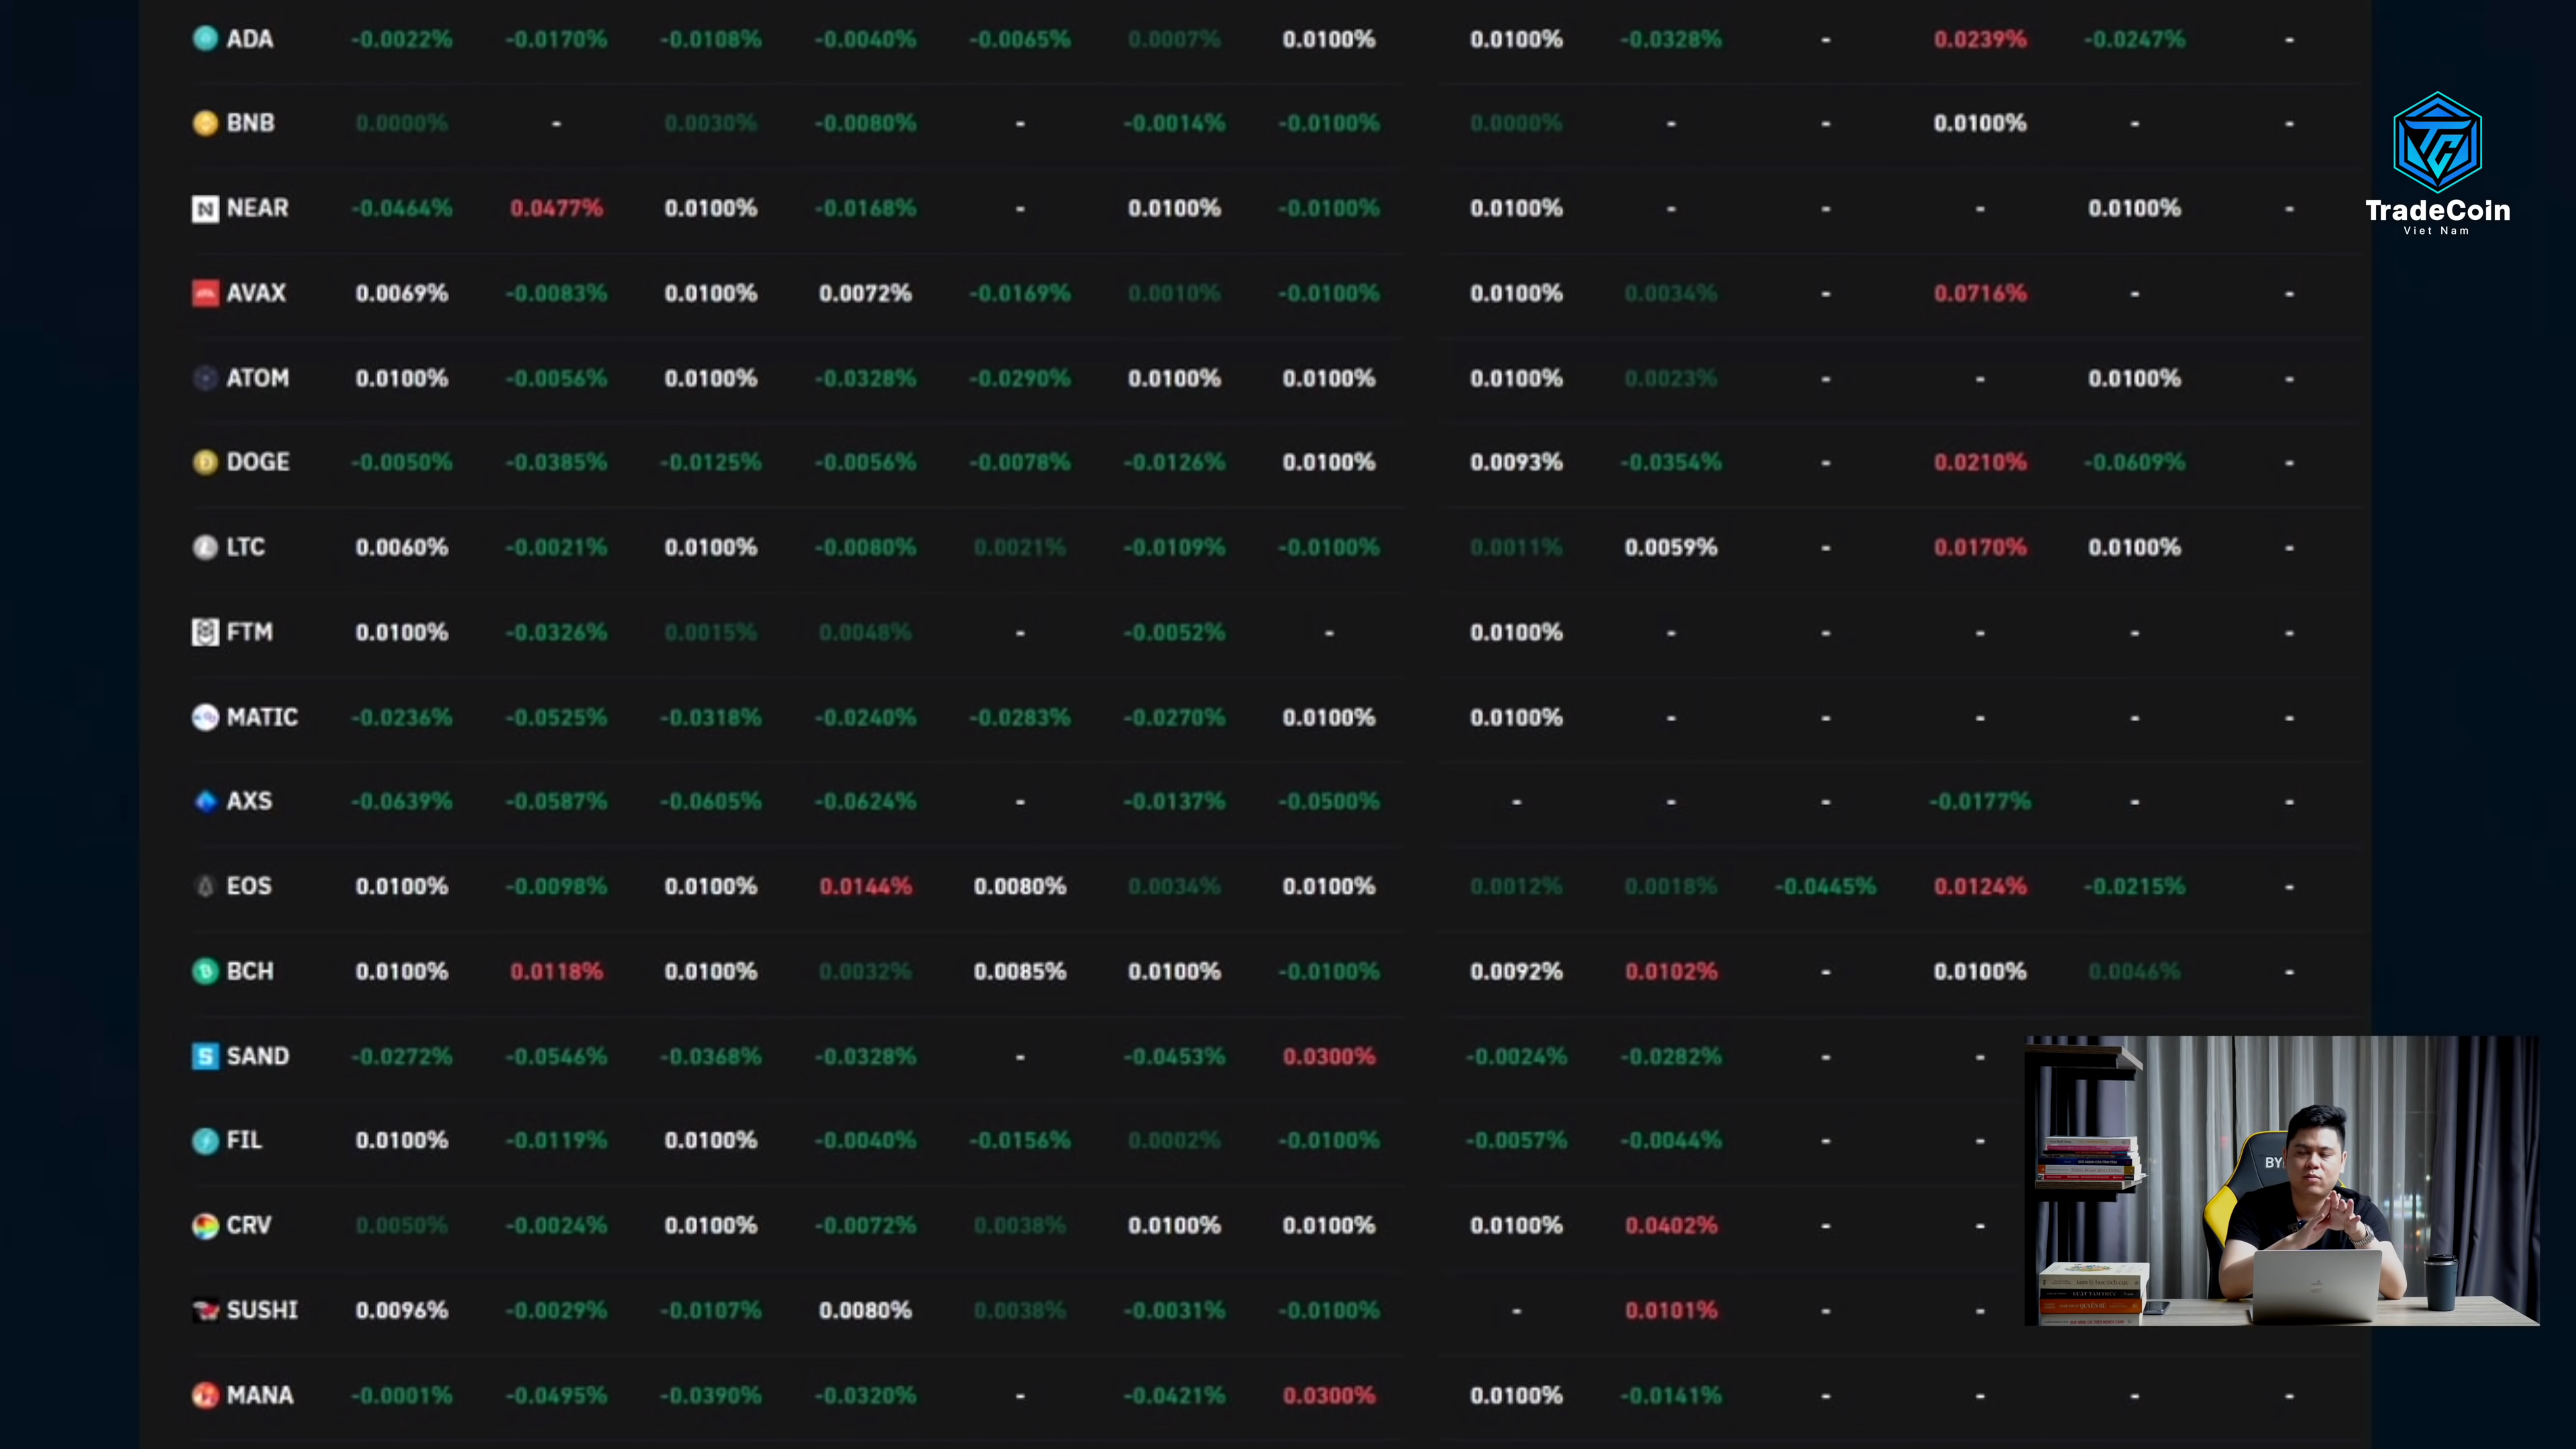 ADA -0.0022% -0.0170% -0.0108% -0.0040% -0.0065% 0.0007% 0.0100% 0.0100% -0.0328% - 0.0239% -0.0247% -
BNB 0.0000% - 0.0030% -0.0080% - -0.0014% -0.0100% 0.0000% - - 0.0100% - -
NEAR -0.0464% 0.0477% 0.0100% -0.0168% - 0.0100% -0.0100% 0.0100% - - - 0.0100% -
TradeCoin
Viet Nam
AVAX 0.0069% -0.0083% 0.0100% 0.0072% -0.0169% 0.0010% -0.0100% 0.0100% 0.0034% - 0.0716% - -
ATOM 0.0100% -0.0056% 0.0100% -0.0328% -0.0290% 0.0100% 0.0100% 0.0100% 0.0023% - - 0.0100% -
DOGE -0.0050% -0.0385% -0.0125% -0.0056% -0.0078% -0.0126% 0.0100% 0.0093% -0.0354% - 0.0210% -0.0609% -
LTC 0.0060% -0.0021% 0.0100% -0.0080% 0.0021% -0.0109% -0.0100% 0.0011% 0.0059% - 0.0170% 0.0100% -
FTM 0.0100% -0.0326% 0.0015% 0.0048% - -0.0052% - 0.0100% - - - - -
MATIC -0.0236% -0.0525% -0.0318% -0.0240% -0.0283% -0.0270% 0.0100% 0.0100% - - - - -
AXS -0.0639% -0.0587% -0.0605% -0.0624% - -0.0137% -0.0500% - - - -0.0177% - -
EOS 0.0100% -0.0098% 0.0100% 0.0144% 0.0080% 0.0034% 0.0100% 0.0012% 0.0018% -0.0445% 0.0124% -0.0215% -
BCH 0.0100% 0.0118% 0.0100% 0.0032% 0.0085% 0.0100% -0.0100% 0.0092% 0.0102% - 0.0100% 0.0046% -
SAND -0.0272% -0.0546% -0.0368% -0.0328% - -0.0453% 0.0300% -0.0024% -0.0282% - -
FIL 0.0100% -0.0119% 0.0100% -0.0040% -0.0156% 0.0002% -0.0100% -0.0057% -0.0044% - -
BY
CRV 0.0050% -0.0024% 0.0100% -0.0072% 0.0038% 0.0100% 0.0100% 0.0100% 0.0402% - -
SUSHI 0.0096% -0.0029% -0.0107% 0.0080% 0.0038% -0.0031% -0.0100% - 0.0101% - -
MANA -0.0001% -0.0495% -0.0390% -0.0320% - -0.0421% 0.0300% 0.0100% -0.0141% - - - -